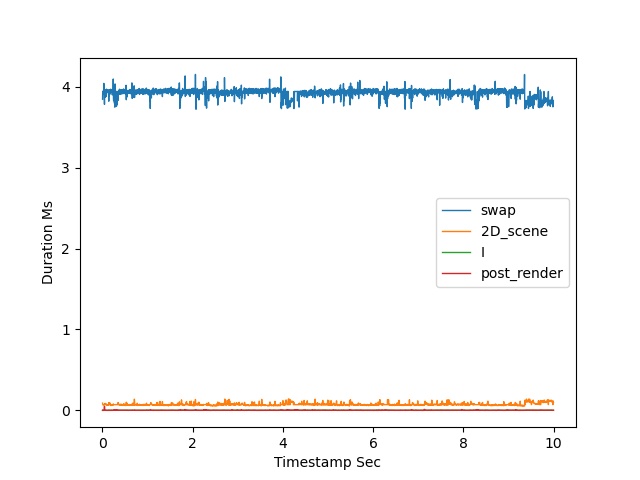 4
3
2
1
0
Duration Ms
swap
2D_scene
I
post_render
0 2 4 6 8 10
Timestamp Sec